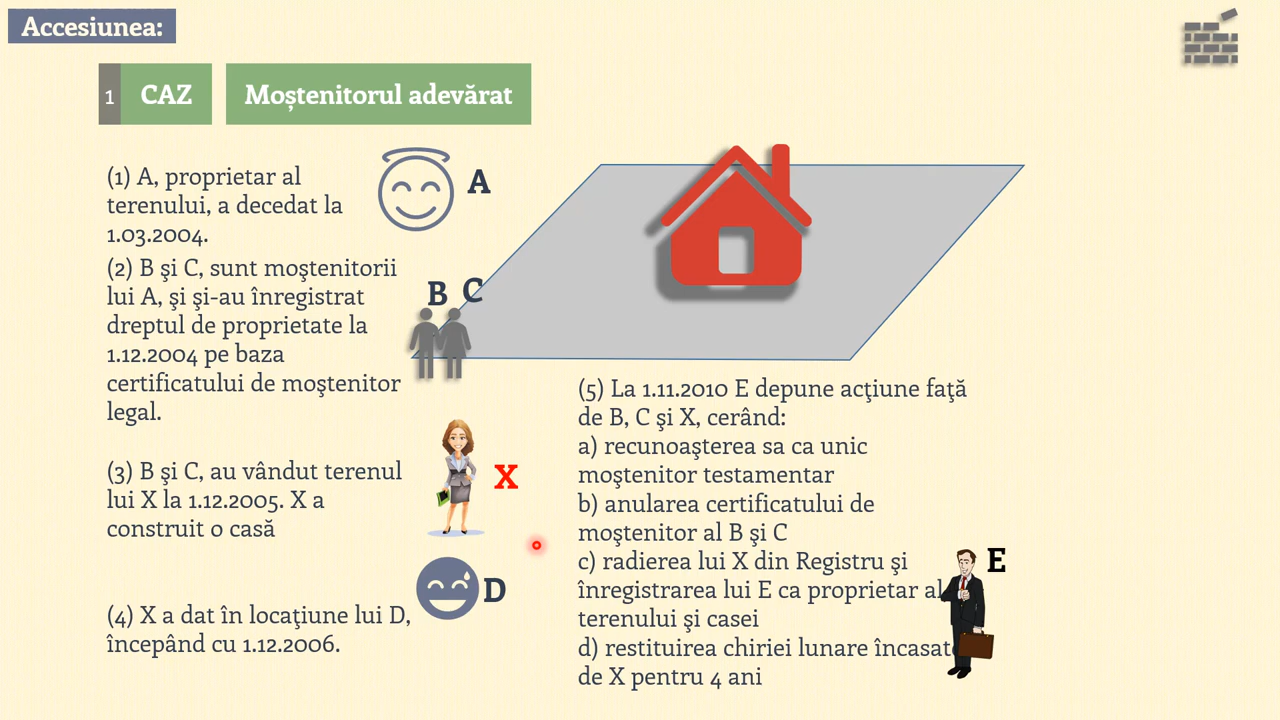 Accesiunea:
1 CAZ Moștenitorul adevărat
(1) A, proprietar al
terenului, a decedat la
1.03.2004.
A
(2) B şi C, sunt moştenitorii
lui A, şi şi-au înregistrat
dreptul de proprietate la
1.12.2004 pe baza
certificatului de moştenitor
legal.
B C
(3) B şi C, au vândut terenul
lui X la 1.12.2005. X a
construit o casă
X
(4) X a dat în locaţiune lui D,
începând cu 1.12.2006.
D
(5) La 1.11.2010 E depune acţiune faţă
de B, C şi X, cerând:
a) recunoaşterea sa ca unic
moştenitor testamentar
b) anularea certificatului de
moştenitor al B şi C
c) radierea lui X din Registru şi
înregistrarea lui E ca proprietar al
terenului şi casei
d) restituirea chiriei lunare încasate
de X pentru 4 ani
E